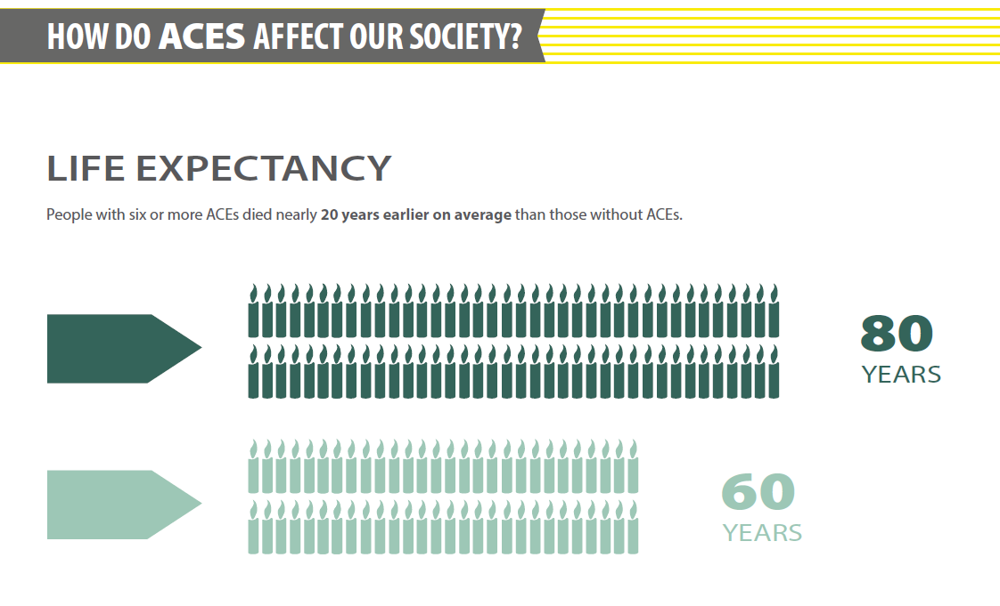 HOW DO ACES AFFECT OUR SOCIETY?
LIFE EXPECTANCY
People with six or more ACEs died nearly 20 years earlier on average than those without ACEs.
80
YEARS
60
YEARS